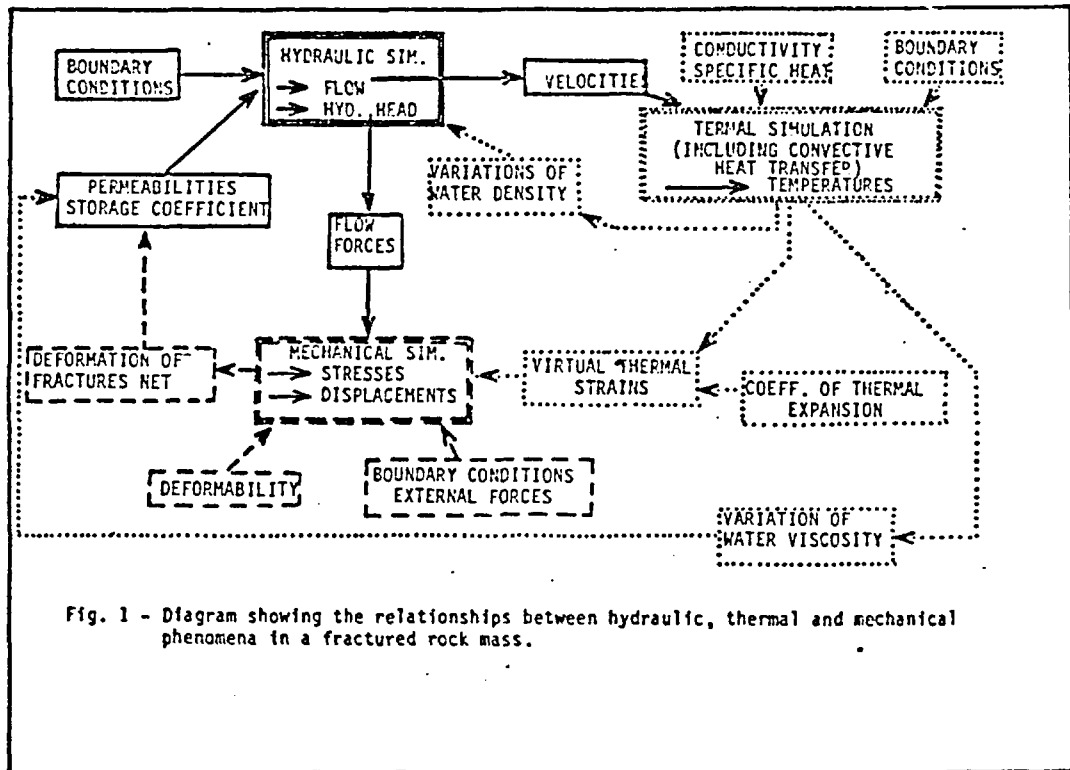 BOUNDARY
CONDITIONS
HYDRAULIC SIM.
FLOW
HYD. HEAD
VELOCITIES
CONDUCTIVITY
SPECIFIC HEAT
BOUNDARY
CONDITIONS
TERMAL SIMULATION
(INCLUDING CONVECTIVE
HEAT TRANSFER)
TEMPERATURES
PERMEABILITIES
STORAGE COEFFICIENT
VARIATIONS OF
WATER DENSITY
FLOW
FORCES
DEFORMATION OF
FRACTURES NET
MECHANICAL SIM.
STRESSES
DISPLACEMENTS
VIRTUAL THERMAL
STRAINS
COEFF. OF THERMAL
EXPANSION
DEFORMABILITY
BOUNDARY CONDITIONS
EXTERNAL FORCES
VARIATION OF
WATER VISCOSITY
Fig. 1 - Diagram showing the relationships between hydraulic, thermal and mechanical
phenomena in a fractured rock mass.